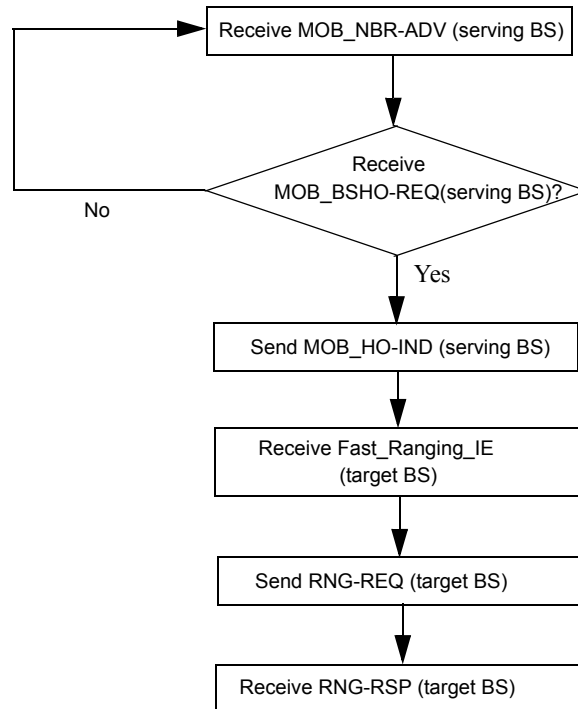 Receive MOB_NBR-ADV (serving BS)
Receive
MOB_BSHO-REQ(serving BS)?
No
Yes
Send MOB_HO-IND (serving BS)
Receive Fast_Ranging_IE
(target BS)
Send RNG-REQ (target BS)
Receive RNG-RSP (target BS)